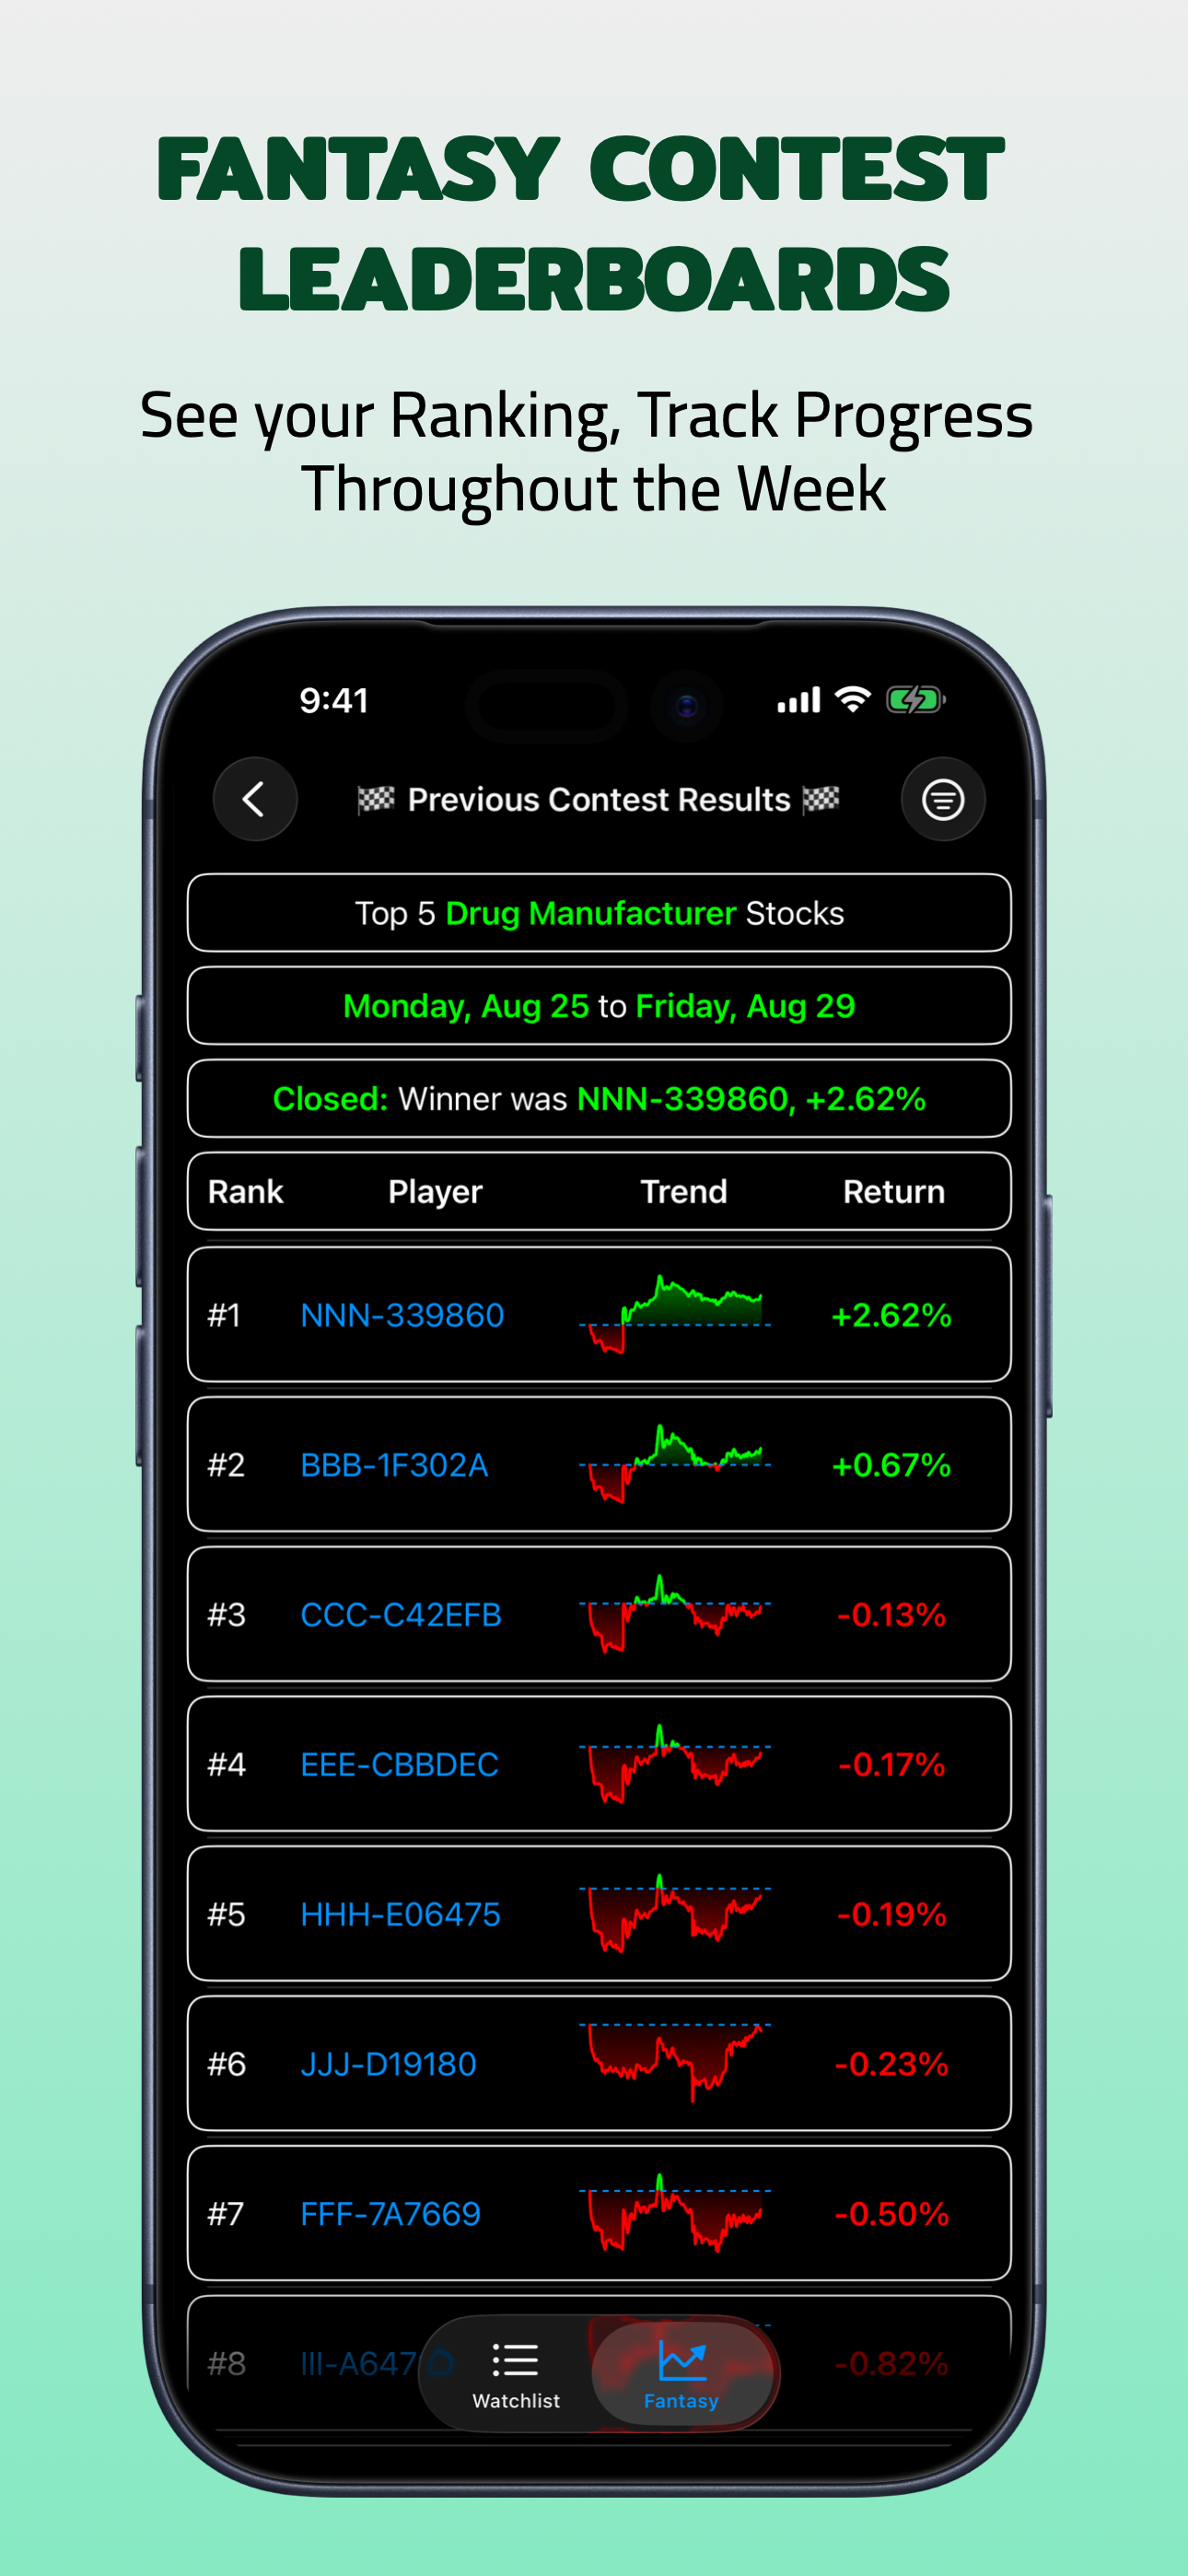 FANTASY CONTEST
LEADERBOARDS
See your Ranking, Track Progress
Throughout the Week
9:41
Previous Contest Results
Top 5 Drug Manufacturer Stocks
Monday, Aug 25 to Friday, Aug 29
Closed: Winner was NNN-339860, +2.62%
Rank Player Trend Return
#1 NNN-339860 +2.62%
#2 BBB-1F302A +0.67%
#3 CCC-C42EFB -0.13%
#4 EEE-CBBDEC -0.17%
#5 HHH-E06475 -0.19%
#6 JJJ-D19180 -0.23%
#7 FFF-7A7669 -0.50%
#8 -0.82%
Watchlist Fantasy